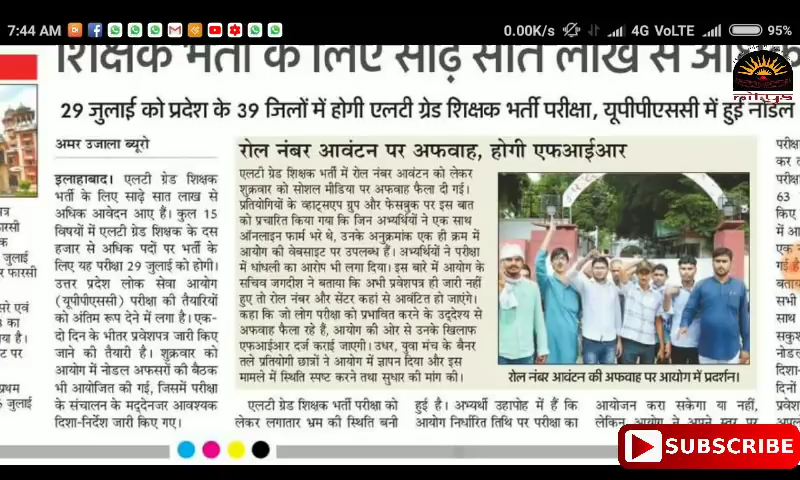 7:44 AM
0.00K/s 4G VoLTE 95%
शिक्षक भर्ती के लिए साढ़े सात लाख से
29 जुलाई को प्रदेश के 39 जिलों में होगी एलटी ग्रेड शिक्षक भर्ती परीक्षा, यूपीपीएससी में हुई नोडल
अमर उजाला ब्यूरो
इलाहाबाद। एलटी ग्रेड शिक्षक
भर्ती के लिए साढ़े सात लाख से
अधिक आवेदन आए हैं। कुल 15
विषयों में एलटी ग्रेड शिक्षक के दस
हजार से अधिक पदों पर भर्ती के
लिए यह परीक्षा 29 जुलाई को होगी।
उत्तर प्रदेश लोक सेवा आयोग
(यूपीपीएससी) परीक्षा की तैयारियों
को अंतिम रूप देने में लगा है। एक-
दो दिन के भीतर प्रवेशपत्र जारी किए
जाने की तैयारी है। शुक्रवार को
आयोग में नोडल अफसरों की बैठक
भी आयोजित की गई, जिसमें परीक्षा
के संचालन के मद्देनजर आवश्यक
दिशा-निर्देश जारी किए गए।
रोल नंबर आवंटन पर अफवाह, होगी एफआईआर
एलटी ग्रेड शिक्षक भर्ती में रोल नंबर आवंटन को लेकर
शुक्रवार को सोशल मीडिया पर अफवाह फैला दी गई।
प्रतियोगियों के व्हाट्सएप ग्रुप और फेसबुक पर इस बात
को प्रचारित किया गया कि जिन अभ्यर्थियों ने एक साथ
ऑनलाइन फार्म भरे थे, उनके अनुक्रमांक एक ही क्रम में
आयोग की वेबसाइट पर उपलब्ध हैं। अभ्यर्थियों ने परीक्षा
में धांधली का आरोप भी लगा दिया। इस बारे में आयोग के
सचिव जगदीश ने बताया कि अभी प्रवेशपत्र ही जारी नहीं
हुए तो रोल नंबर और सेंटर कहां से आवंटित हो जाएंगे।
कहा कि जो लोग परीक्षा को प्रभावित करने के उद्देश्य से
अफवाह फैला रहे हैं, आयोग की ओर से उनके खिलाफ
एफआईआर दर्ज कराई जाएगी। उधर, युवा मंच के बैनर
तले प्रतियोगी छात्रों ने आयोग में ज्ञापन दिया और इस
मामले में स्थिति स्पष्ट करने तथा सुधार की मांग की।
रोल नंबर आवंटन की अफवाह पर आयोग में प्रदर्शन।
एलटी ग्रेड शिक्षक भर्ती परीक्षा को
लेकर लगातार भ्रम की स्थिति बनी
हुई है। अभ्यर्थी उहापोह में हैं कि
आयोग निर्धारित तिथि पर परीक्षा का
आयोजन करा सकेगा या नहीं,
लेकिन आयोग ने अपने स्तर पर
SUBSCRIBE